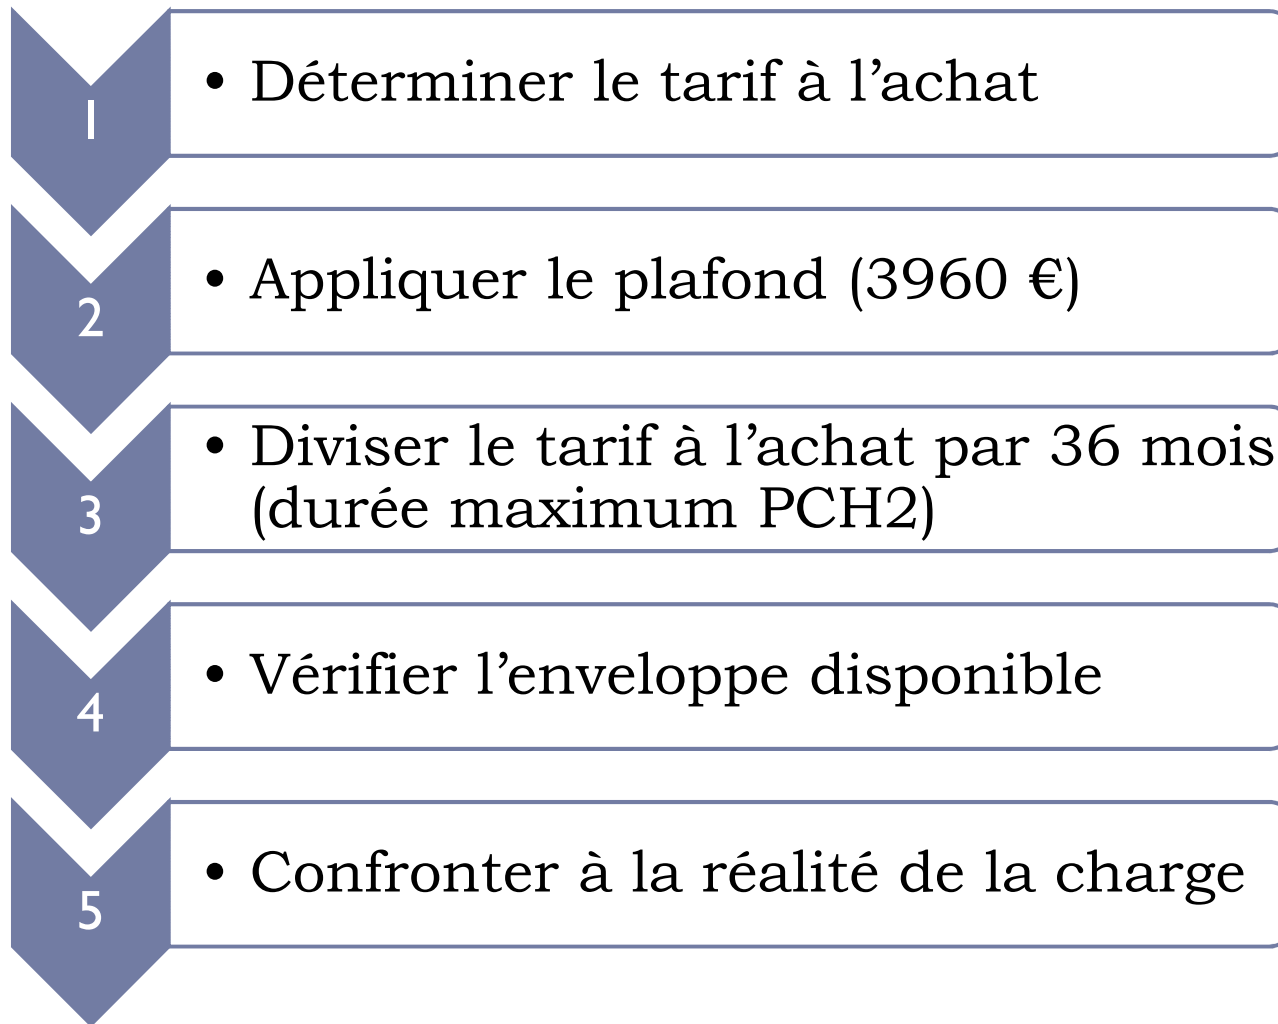 1
• Déterminer le tarif à l’achat
2
• Appliquer le plafond (3960 €)
3
• Diviser le tarif à l’achat par 36 mois
(durée maximum PCH2)
4
• Vérifier l’enveloppe disponible
5
• Confronter à la réalité de la charge